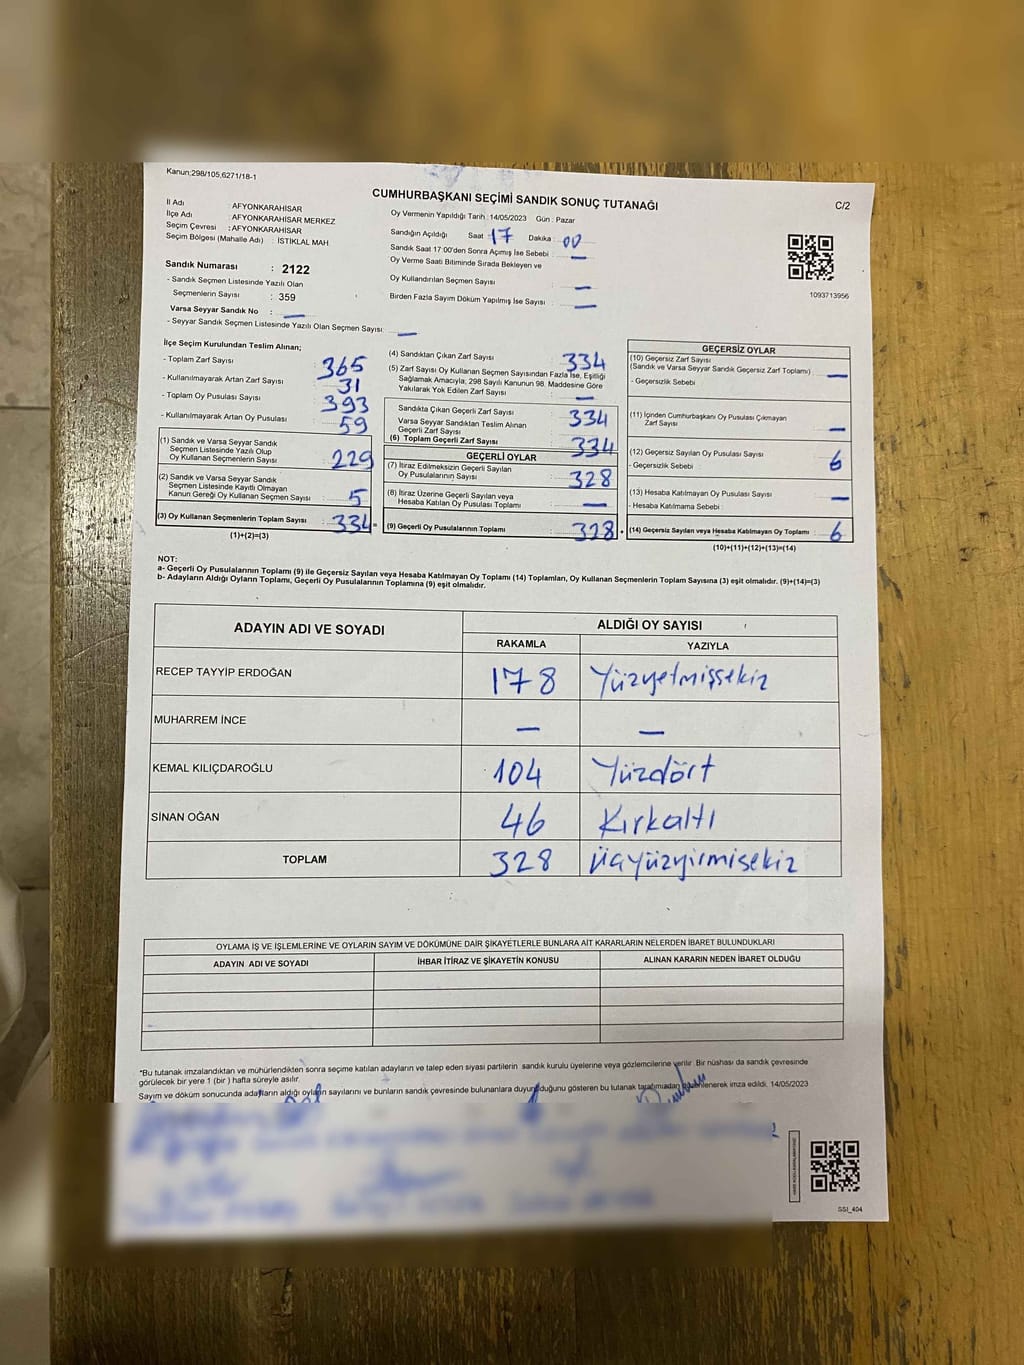 Kanun;298/105,6271/18-1
CUMHURBAŞKANI SEÇİMİ SANDIK SONUÇ TUTANAĞI
C/2
İl Adı : AFYONKARAHİSAR
İlçe Adı : AFYONKARAHİSAR MERKEZ
Seçim Çevresi : AFYONKARAHİSAR
Seçim Bölgesi (Mahalle Adı) : İSTİKLAL MAH
Sandık Numarası : 2122
- Sandık Seçmen Listesinde Yazılı Olan
Seçmenlerin Sayısı : 359
Varsa Seyyar Sandık No : —
- Seyyar Sandık Seçmen Listesinde Yazılı Olan Seçmen Sayısı: —
Oy Vermenin Yapıldığı Tarih :14/05/2023 Gün : Pazar
Sandığın Açıldığı Saat : 17 Dakika : 00
Sandık Saat 17:00'den Sonra Açımış İse Sebebi : —
Oy Verme Saati Bitiminde Sırada Bekleyen ve
Oy Kullandırılan Seçmen Sayısı : —
Birden Fazla Sayım Döküm Yapılmış İse Sayısı : —
1093713956
İlçe Seçim Kurulundan Teslim Alınan;
- Toplam Zarf Sayısı : 365
- Kullanılmayarak Artan Zarf Sayısı : 31
- Toplam Oy Pusulası Sayısı : 393
- Kullanılmayarak Artan Oy Pusulası : 59
(1) Sandık ve Varsa Seyyar Sandık
Seçmen Listesinde Yazılı Olup
Oy Kullanan Seçmenlerin Sayısı : 229
(2) Sandık ve Varsa Seyyar Sandık
Seçmen Listesinde Kayıtlı Olmayan
Kanun Gereği Oy Kullanan Seçmen Sayısı : 5
(3) Oy Kullanan Seçmenlerin Toplam Sayısı : 334 =
(1)+(2)=(3)
(4) Sandıktan Çıkan Zarf Sayısı : 334
(5) Zarf Sayısı Oy Kullanan Seçmen Sayısından Fazla İse, Eşitliği
Sağlamak Amacıyla; 298 Sayılı Kanunun 98. Maddesine Göre
Yakılarak Yok Edilen Zarf Sayısı : —
Sandıkta Çıkan Geçerli Zarf Sayısı : 334
Varsa Seyyar Sandıktan Teslim Alınan
Geçerli Zarf Sayısı :
(6) Toplam Geçerli Zarf Sayısı : 334
GEÇERLİ OYLAR
(7) İtiraz Edilmeksizin Geçerli Sayılan
Oy Pusulalarının Sayısı : 328
(8) İtiraz Üzerine Geçerli Sayılan veya
Hesaba Katılan Oy Pusulası Toplamı : —
(9) Geçerli Oy Pusulalarının Toplamı : 328 +
GEÇERSİZ OYLAR
(10) Geçersiz Zarf Sayısı
(Sandık ve Varsa Seyyar Sandık Geçersiz Zarf Toplamı) : —
- Geçersizlik Sebebi :
(11) İçinden Cumhurbaşkanı Oy Pusulası Çıkmayan
Zarf Sayısı : —
(12) Geçersiz Sayılan Oy Pusulası Sayısı : 6
- Geçersizlik Sebebi :
(13) Hesaba Katılmayan Oy Pusulası Sayısı : —
- Hesaba Katılmama Sebebi :
(14) Geçersiz Sayılan veya Hesaba Katılmayan Oy Toplamı : 6
(10)+(11)+(12)+(13)=(14)
NOT:
a- Geçerli Oy Pusulalarının Toplamı (9) ile Geçersiz Sayılan veya Hesaba Katılmayan Oy Toplamı (14) Toplamları, Oy Kullanan Seçmenlerin Toplam Sayısına (3) eşit olmalıdır. (9)+(14)=(3)
b- Adayların Aldığı Oyların Toplamı, Geçerli Oy Pusulalarının Toplamına (9) eşit olmalıdır.
ADAYIN ADI VE SOYADI
ALDIĞI OY SAYISI
RAKAMLA YAZIYLA
RECEP TAYYİP ERDOĞAN 178 Yüzyetmişsekiz
MUHARREM İNCE — —
KEMAL KILIÇDAROĞLU 104 Yüzdört
SİNAN OĞAN 46 Kırkaltı
TOPLAM 328 üçyüzyirmisekiz
OYLAMA İŞ VE İŞLEMLERİNE VE OYLARIN SAYIM VE DÖKÜMÜNE DAİR ŞİKAYETLERLE BUNLARA AİT KARARLARIN NELERDEN İBARET BULUNDUKLARI
ADAYIN ADI VE SOYADI İHBAR İTİRAZ VE ŞİKAYETİN KONUSU ALINAN KARARIN NEDEN İBARET OLDUĞU
*Bu tutanak imzalandıktan ve mühürlendikten sonra seçime katılan adayların ve talep eden siyasi partilerin sandık kurulu üyelerine veya gözlemcilerine verilir. Bir nüshası da sandık çevresinde
görülecek bir yere 1 (bir ) hafta süreyle asılır.
Sayım ve döküm sonucunda adayların aldığı oyların sayılarını ve bunların sandık çevresinde bulunanlara duyurulduğunu gösteren bu tutanak tarafımızdan düzenlenerek imza edildi. 14/05/2023
SSI_404